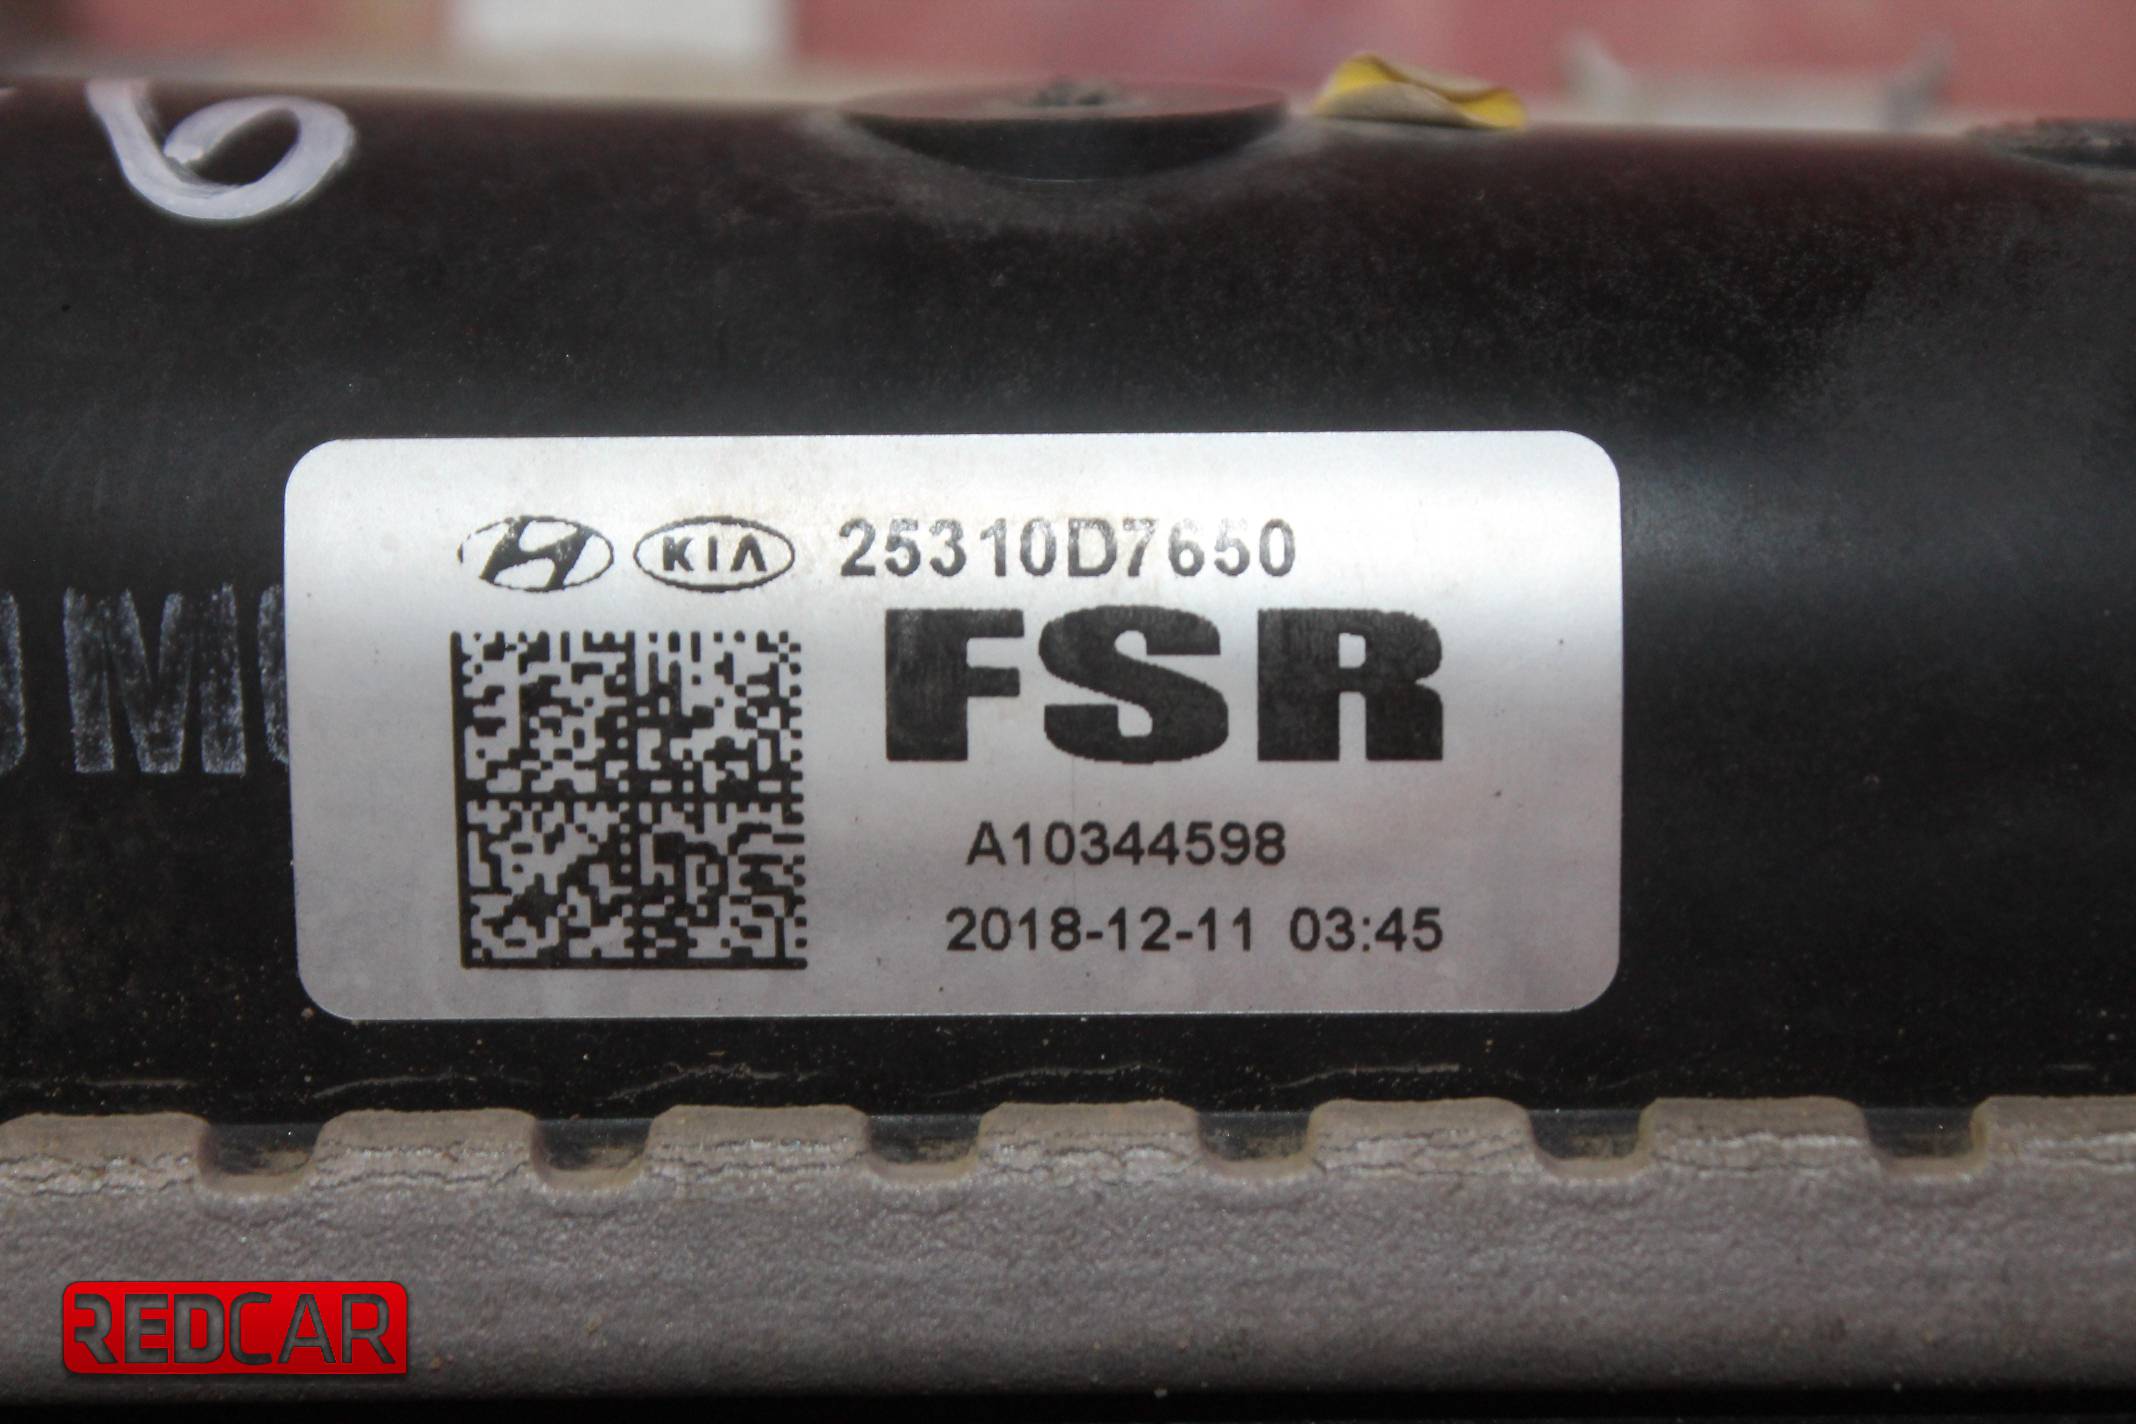 KIA 25310D7650
FSR
A10344598
2018-12-11 03:45
REDCAR